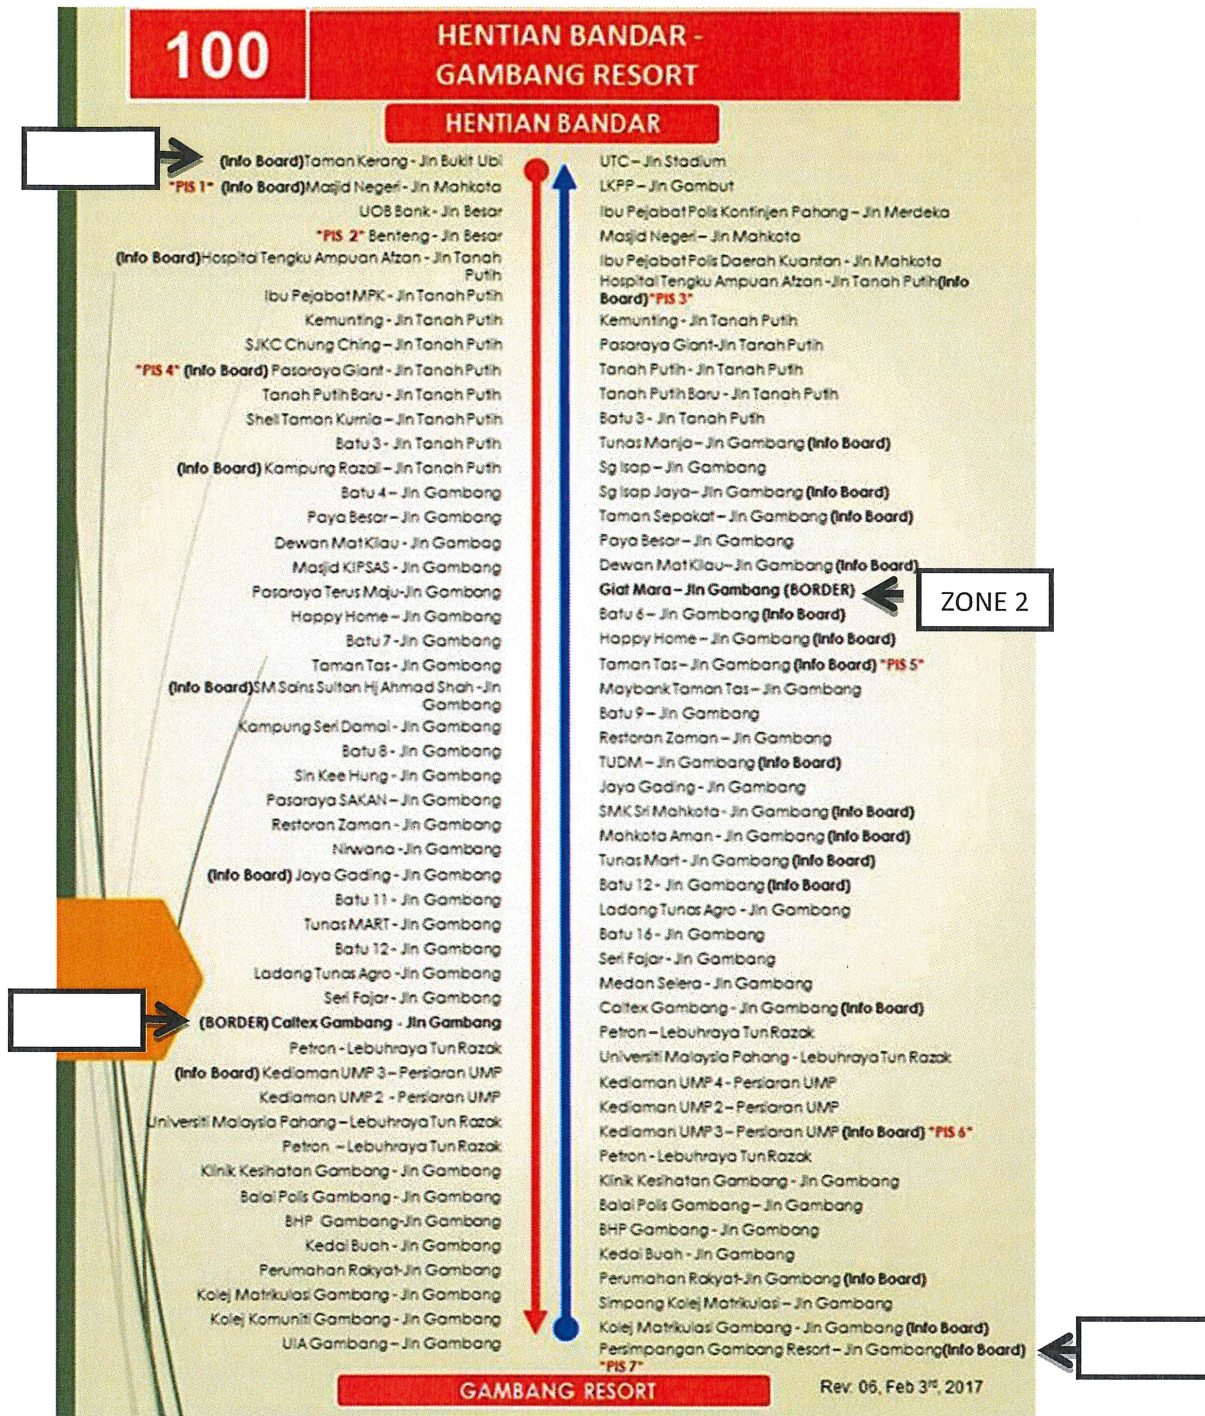 100
HENTIAN BANDAR -
GAMBANG RESORT
HENTIAN BANDAR
(Info Board)Taman Kerang - Jln Bukit Ubi
"PIS 1" (Info Board)Masjid Negeri - Jln Mahkota
UOB Bank - Jln Besar
"PIS 2" Benteng - Jln Besar
(Info Board)Hospital Tengku Ampuan Afzan - Jln Tanah
Putih
Ibu Pejabat MPK - Jln Tanah Putih
Kemunting - Jln Tanah Putih
SJKC Chung Ching – Jln Tanah Putih
"PIS 4" (Info Board) Pasaraya Giant - Jln Tanah Putih
Tanah Putih Baru - Jln Tanah Putih
Shell Taman Kurnia – Jln Tanah Putih
Batu 3 - Jln Tanah Putih
(Info Board) Kampung Razali – Jln Tanah Putih
Batu 4 – Jln Gambang
Paya Besar – Jln Gambang
Dewan Mat Kilau - Jln Gambag
Masjid KIPSAS - Jln Gambang
Pasaraya Terus Maju-Jln Gambang
Happy Home – Jln Gambang
Batu 7 -Jln Gambang
Taman Tas - Jln Gambang
(Info Board)SM Sains Sultan Hj Ahmad Shah -Jln
Gambang
Kampung Seri Damai - Jln Gambang
Batu 8 - Jln Gambang
Sin Kee Hung - Jln Gambang
Pasaraya SAKAN – Jln Gambang
Restoran Zaman - Jln Gambang
Nirwana -Jln Gambang
(Info Board) Jaya Gading - Jln Gambang
Batu 11 - Jln Gambang
Tunas MART - Jln Gambang
Batu 12 - Jln Gambang
Ladang Tunas Agro -Jln Gambang
Seri Fajar - Jln Gambang
(BORDER) Caltex Gambang - Jln Gambang
Petron - Lebuhraya Tun Razak
(Info Board) Kediaman UMP 3 – Persiaran UMP
Kediaman UMP 2 - Persiaran UMP
Universiti Malaysia Pahang – Lebuhraya Tun Razak
Petron – Lebuhraya Tun Razak
Klinik Kesihatan Gambang - Jln Gambang
Balai Polis Gambang - Jln Gambang
BHP Gambang-Jln Gambang
Kedai Buah - Jln Gambang
Perumahan Rakyat-Jln Gambang
Kolej Matrikulasi Gambang - Jln Gambang
Kolej Komuniti Gambang - Jln Gambang
UIA Gambang – Jln Gambang
UTC – Jln Stadium
LKPP – Jln Gambut
Ibu Pejabat Polis Kontinjen Pahang – Jln Merdeka
Masjid Negeri – Jln Mahkota
Ibu Pejabat Polis Daerah Kuantan - Jln Mahkota
Hospital Tengku Ampuan Afzan -Jln Tanah Putih(Info
Board)"PIS 3"
Kemunting - Jln Tanah Putih
Pasaraya Giant-Jln Tanah Putih
Tanah Putih - Jln Tanah Putih
Tanah Putih Baru - Jln Tanah Putih
Batu 3 - Jln Tanah Putih
Tunas Manja – Jln Gambang (Info Board)
Sg Isap – Jln Gambang
Sg Isap Jaya – Jln Gambang (Info Board)
Taman Sepakat – Jln Gambang (Info Board)
Paya Besar – Jln Gambang
Dewan Mat Kilau– Jln Gambang (Info Board)
Giat Mara – Jln Gambang (BORDER)
ZONE 2
Batu 6 – Jln Gambang (Info Board)
Happy Home – Jln Gambang (Info Board)
Taman Tas – Jln Gambang (Info Board) "PIS 5"
Maybank Taman Tas – Jln Gambang
Batu 9 – Jln Gambang
Restoran Zaman – Jln Gambang
TUDM – Jln Gambang (Info Board)
Jaya Gading - Jln Gambang
SMK Sri Mahkota - Jln Gambang (Info Board)
Mahkota Aman - Jln Gambang (Info Board)
Tunas Mart - Jln Gambang (Info Board)
Batu 12 - Jln Gambang (Info Board)
Ladang Tunas Agro - Jln Gambang
Batu 16 - Jln Gambang
Seri Fajar - Jln Gambang
Medan Selera - Jln Gambang
Caltex Gambang - Jln Gambang (Info Board)
Petron – Lebuhraya Tun Razak
Universiti Malaysia Pahang - Lebuhraya Tun Razak
Kediaman UMP 4 - Persiaran UMP
Kediaman UMP 2 – Persiaran UMP
Kediaman UMP 3 – Persiaran UMP (Info Board) "PIS 6"
Petron - Lebuhraya Tun Razak
Klinik Kesihatan Gambang - Jln Gambang
Balai Polis Gambang – Jln Gambang
BHP Gambang - Jln Gambang
Kedai Buah - Jln Gambang
Perumahan Rakyat-Jln Gambang (Info Board)
Simpang Kolej Matrikulasi – Jln Gambang
Kolej Matrikulasi Gambang - Jln Gambang (Info Board)
Persimpangan Gambang Resort – Jln Gambang(Info Board)
"PIS 7"
GAMBANG RESORT
Rev: 06, Feb 3rd, 2017